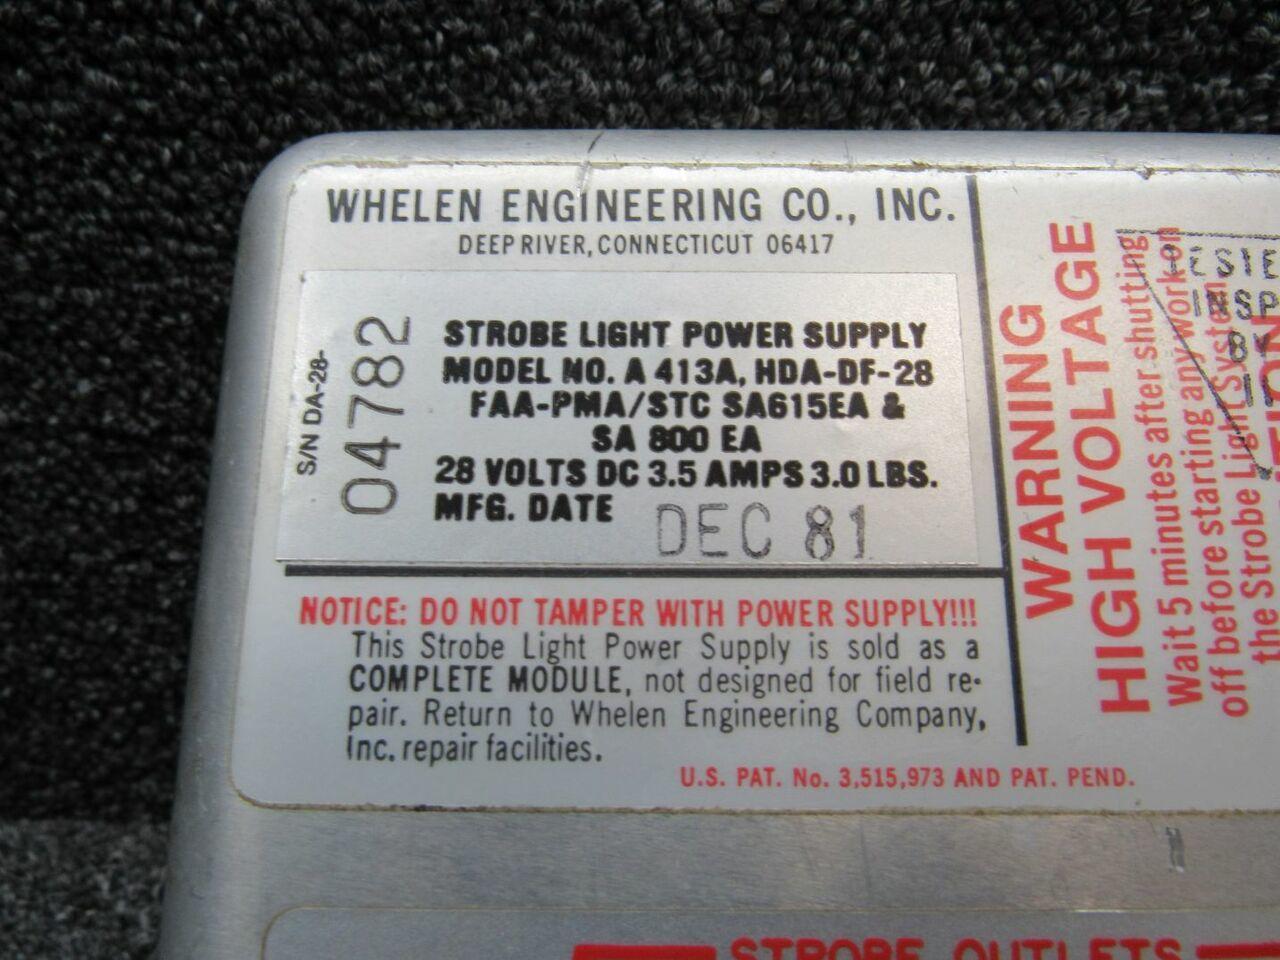 WHELEN ENGINEERING CO., INC.
DEEP RIVER, CONNECTICUT 06417
S/N DA-28-
04782
STROBE LIGHT POWER SUPPLY
MODEL NO. A 413A, HDA-DF-28
FAA-PMA/STC SA615EA &
SA 800 EA
28 VOLTS DC 3.5 AMPS 3.0 LBS.
MFG. DATE DEC 81
NOTICE: DO NOT TAMPER WITH POWER SUPPLY!!!
This Strobe Light Power Supply is sold as a
COMPLETE MODULE, not designed for field re-
pair. Return to Whelen Engineering Company,
Inc. repair facilities.
U.S. PAT. No. 3,515,973 AND PAT. PEND.
WARNING
HIGH VOLTAGE
Wait 5 minutes after shutting
off before starting any work on
the Strobe Light System.
BY
STROBE OUTLETS